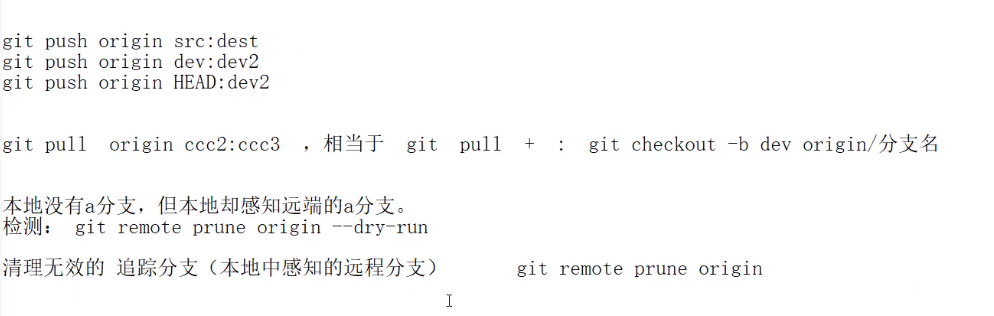 git push origin src:dest
git push origin dev:dev2
git push origin HEAD:dev2
git pull origin ccc2:ccc3 ，相当于 git pull + : git checkout -b dev origin/分支名
本地没有a分支，但本地却感知远端的a分支。
检测： git remote prune origin --dry-run
清理无效的 追踪分支（本地中感知的远程分支） git remote prune origin